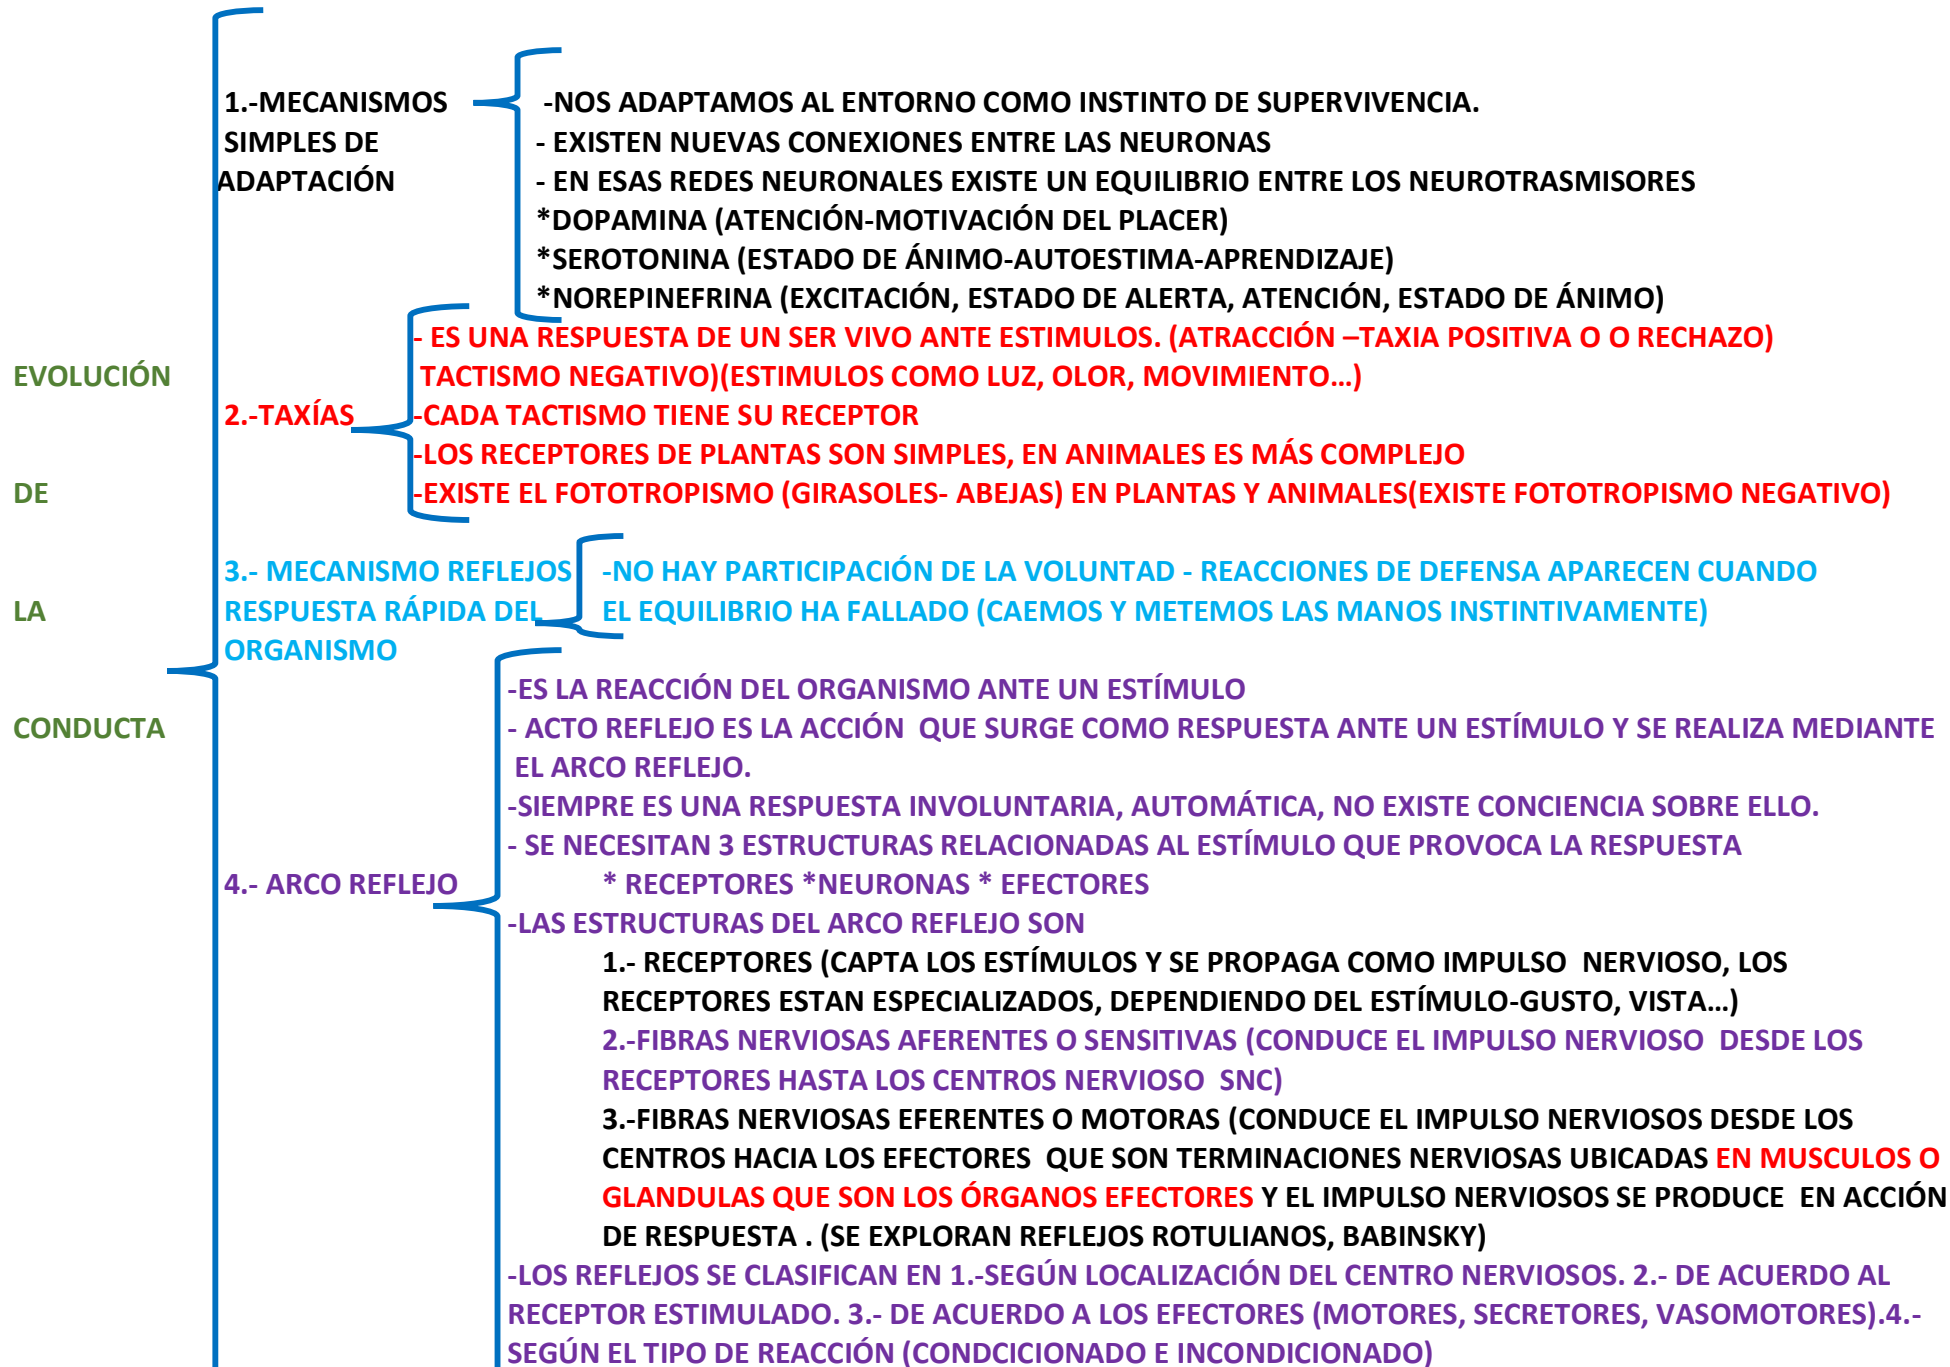 EVOLUCIÓN
DE
LA
CONDUCTA
1.-MECANISMOS
SIMPLES DE
ADAPTACIÓN
-NOS ADAPTAMOS AL ENTORNO COMO INSTINTO DE SUPERVIVENCIA.
- EXISTEN NUEVAS CONEXIONES ENTRE LAS NEURONAS
- EN ESAS REDES NEURONALES EXISTE UN EQUILIBRIO ENTRE LOS NEUROTRASMISORES
*DOPAMINA (ATENCIÓN-MOTIVACIÓN DEL PLACER)
*SEROTONINA (ESTADO DE ÁNIMO-AUTOESTIMA-APRENDIZAJE)
*NOREPINEFRINA (EXCITACIÓN, ESTADO DE ALERTA, ATENCIÓN, ESTADO DE ÁNIMO)
2.-TAXÍAS
- ES UNA RESPUESTA DE UN SER VIVO ANTE ESTIMULOS. (ATRACCIÓN –TAXIA POSITIVA O O RECHAZO)
TACTISMO NEGATIVO)(ESTIMULOS COMO LUZ, OLOR, MOVIMIENTO…)
-CADA TACTISMO TIENE SU RECEPTOR
-LOS RECEPTORES DE PLANTAS SON SIMPLES, EN ANIMALES ES MÁS COMPLEJO
-EXISTE EL FOTOTROPISMO (GIRASOLES- ABEJAS) EN PLANTAS Y ANIMALES(EXISTE FOTOTROPISMO NEGATIVO)
3.- MECANISMO REFLEJOS
RESPUESTA RÁPIDA DEL
ORGANISMO
-NO HAY PARTICIPACIÓN DE LA VOLUNTAD - REACCIONES DE DEFENSA APARECEN CUANDO
EL EQUILIBRIO HA FALLADO (CAEMOS Y METEMOS LAS MANOS INSTINTIVAMENTE)
4.- ARCO REFLEJO
-ES LA REACCIÓN DEL ORGANISMO ANTE UN ESTÍMULO
- ACTO REFLEJO ES LA ACCIÓN QUE SURGE COMO RESPUESTA ANTE UN ESTÍMULO Y SE REALIZA MEDIANTE
EL ARCO REFLEJO.
-SIEMPRE ES UNA RESPUESTA INVOLUNTARIA, AUTOMÁTICA, NO EXISTE CONCIENCIA SOBRE ELLO.
- SE NECESITAN 3 ESTRUCTURAS RELACIONADAS AL ESTÍMULO QUE PROVOCA LA RESPUESTA
* RECEPTORES *NEURONAS * EFECTORES
-LAS ESTRUCTURAS DEL ARCO REFLEJO SON
1.- RECEPTORES (CAPTA LOS ESTÍMULOS Y SE PROPAGA COMO IMPULSO NERVIOSO, LOS
RECEPTORES ESTAN ESPECIALIZADOS, DEPENDIENDO DEL ESTÍMULO-GUSTO, VISTA…)
2.-FIBRAS NERVIOSAS AFERENTES O SENSITIVAS (CONDUCE EL IMPULSO NERVIOSO DESDE LOS
RECEPTORES HASTA LOS CENTROS NERVIOSO SNC)
3.-FIBRAS NERVIOSAS EFERENTES O MOTORAS (CONDUCE EL IMPULSO NERVIOSOS DESDE LOS
CENTROS HACIA LOS EFECTORES QUE SON TERMINACIONES NERVIOSAS UBICADAS EN MUSCULOS O
GLANDULAS QUE SON LOS ÓRGANOS EFECTORES Y EL IMPULSO NERVIOSOS SE PRODUCE EN ACCIÓN
DE RESPUESTA . (SE EXPLORAN REFLEJOS ROTULIANOS, BABINSKY)
-LOS REFLEJOS SE CLASIFICAN EN 1.-SEGÚN LOCALIZACIÓN DEL CENTRO NERVIOSOS. 2.- DE ACUERDO AL
RECEPTOR ESTIMULADO. 3.- DE ACUERDO A LOS EFECTORES (MOTORES, SECRETORES, VASOMOTORES).4.-
SEGÚN EL TIPO DE REACCIÓN (CONDCICIONADO E INCONDICIONADO)